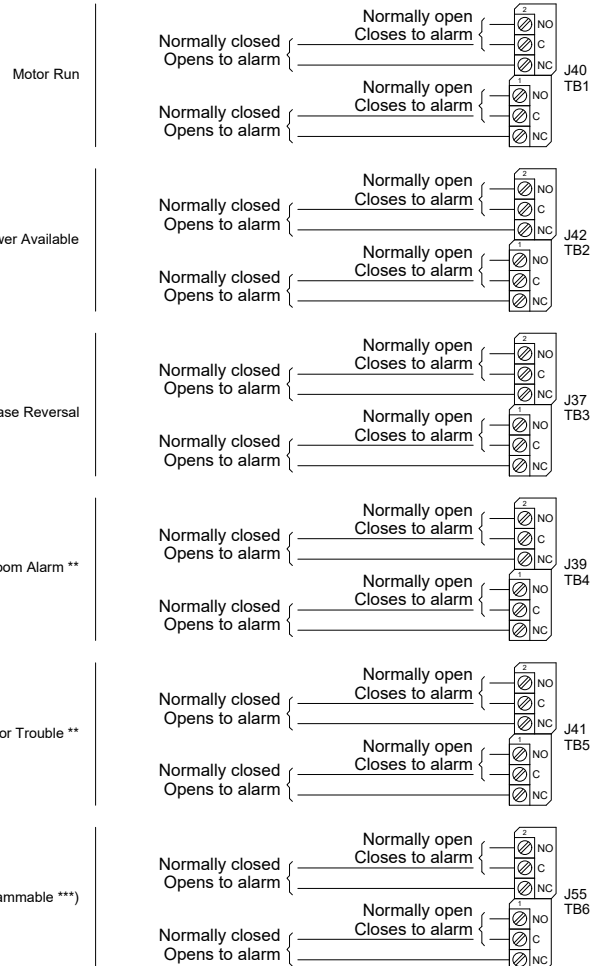 Motor Run
2
Normally open
Closes to alarm
NO
Normally closed
Opens to alarm
C
NC
J40
TB1
1
Normally open
Closes to alarm
NO
Normally closed
Opens to alarm
C
NC
wer Available
2
Normally open
Closes to alarm
NO
Normally closed
Opens to alarm
C
NC
J42
TB2
1
Normally open
Closes to alarm
NO
Normally closed
Opens to alarm
C
NC
ase Reversal
2
Normally open
Closes to alarm
NO
Normally closed
Opens to alarm
C
NC
J37
TB3
1
Normally open
Closes to alarm
NO
Normally closed
Opens to alarm
C
NC
oom Alarm **
2
Normally open
Closes to alarm
NO
Normally closed
Opens to alarm
C
NC
J39
TB4
1
Normally open
Closes to alarm
NO
Normally closed
Opens to alarm
C
NC
or Trouble **
2
Normally open
Closes to alarm
NO
Normally closed
Opens to alarm
C
NC
J41
TB5
1
Normally open
Closes to alarm
NO
Normally closed
Opens to alarm
C
NC
ammable ***)
2
Normally open
Closes to alarm
NO
Normally closed
Opens to alarm
C
NC
J55
TB6
1
Normally open
Closes to alarm
NO
Normally closed
Opens to alarm
C
NC